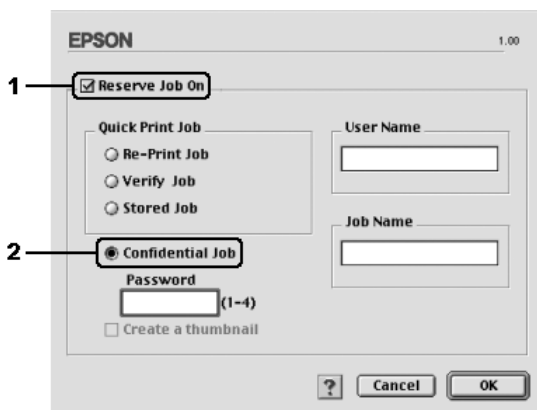 EPSON
1.00
1
Reserve Job On
Quick Print Job
User Name
Re-Print Job
Verify Job
Stored Job
Job Name
2
Confidential Job
Password
(1-4)
Create a thumbnail
?
Cancel
OK